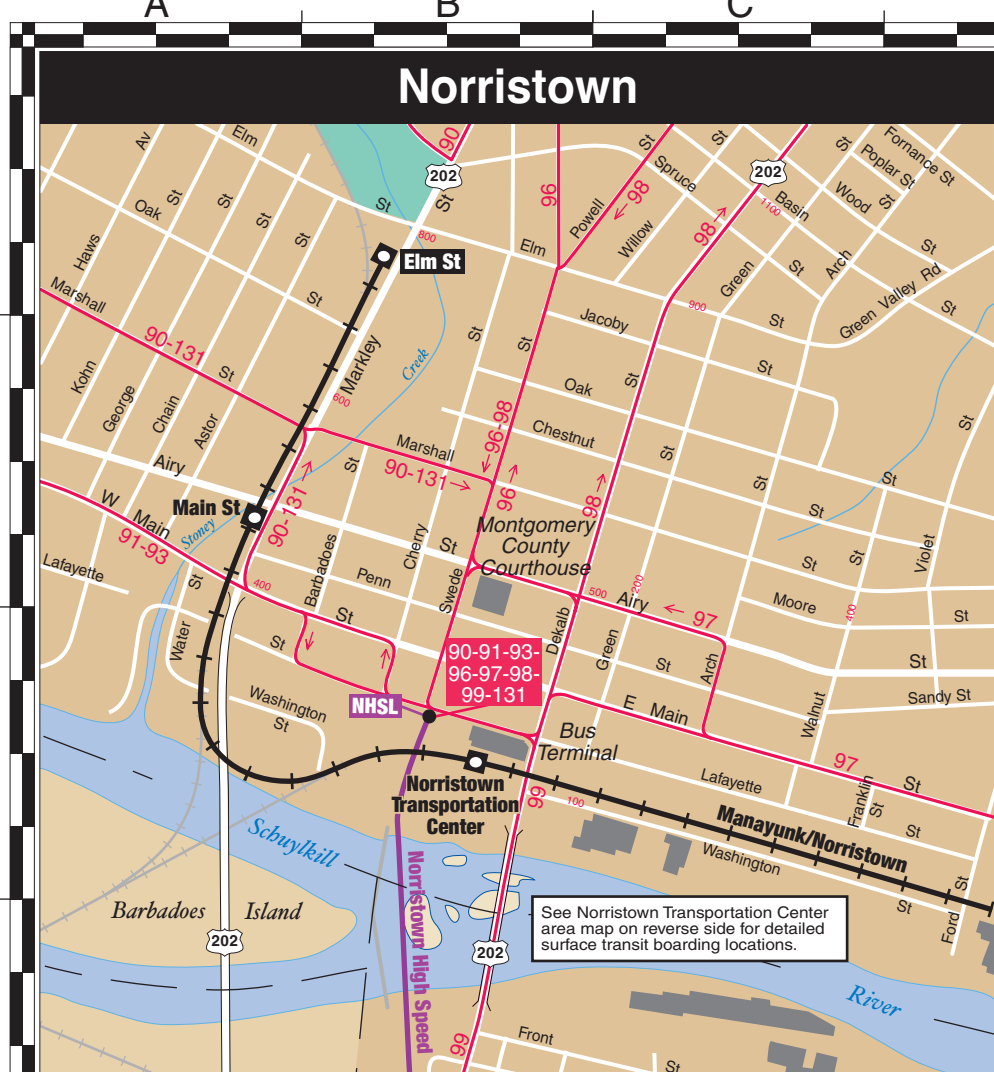 A
B
C
Norristown
Av
Elm
90
202
St
St
St
Spruce
St
202
St
Fornance St
Poplar St
Wood
St
Basin
1100
Oak
St
St
St
St
St
800
Elm
96
98
Powell
Willow
98
Green
St
Arch
St
Green Valley Rd
St
Haws
Marshall
Elm St
St
900
St
Jacoby
90-131
St
Markley
Creek
St
St
St
St
Kohn
George
Chain
Astor
600
Oak
Chestnut
96-98
Marshall
90-131
96
98
St
St
St
St
St
Airy
W Main
Main St
90-131
St
Stoney
91-93
Lafayette
Montgomery
County
Courthouse
Cherry
St
Barbadoes
Penn
Swede
St
St
Violet
400
St
Water
St
St
500
Airy
200
97
Moore
400
St
Dekalb
Green
St
Arch
St
Sandy St
90-91-93-
96-97-98-
99-131
NHSL
Washington
St
E Main
Walnut
Bus
Terminal
97
St
Norristown
Transportation
Center
99
100
Lafayette
Franklin
St
St
Manayunk/Norristown
Washington
St
Ford
St
Schuylkill
Barbadoes Island
202
Norristown High Speed
202
See Norristown Transportation Center
area map on reverse side for detailed
surface transit boarding locations.
River
99
Front
St